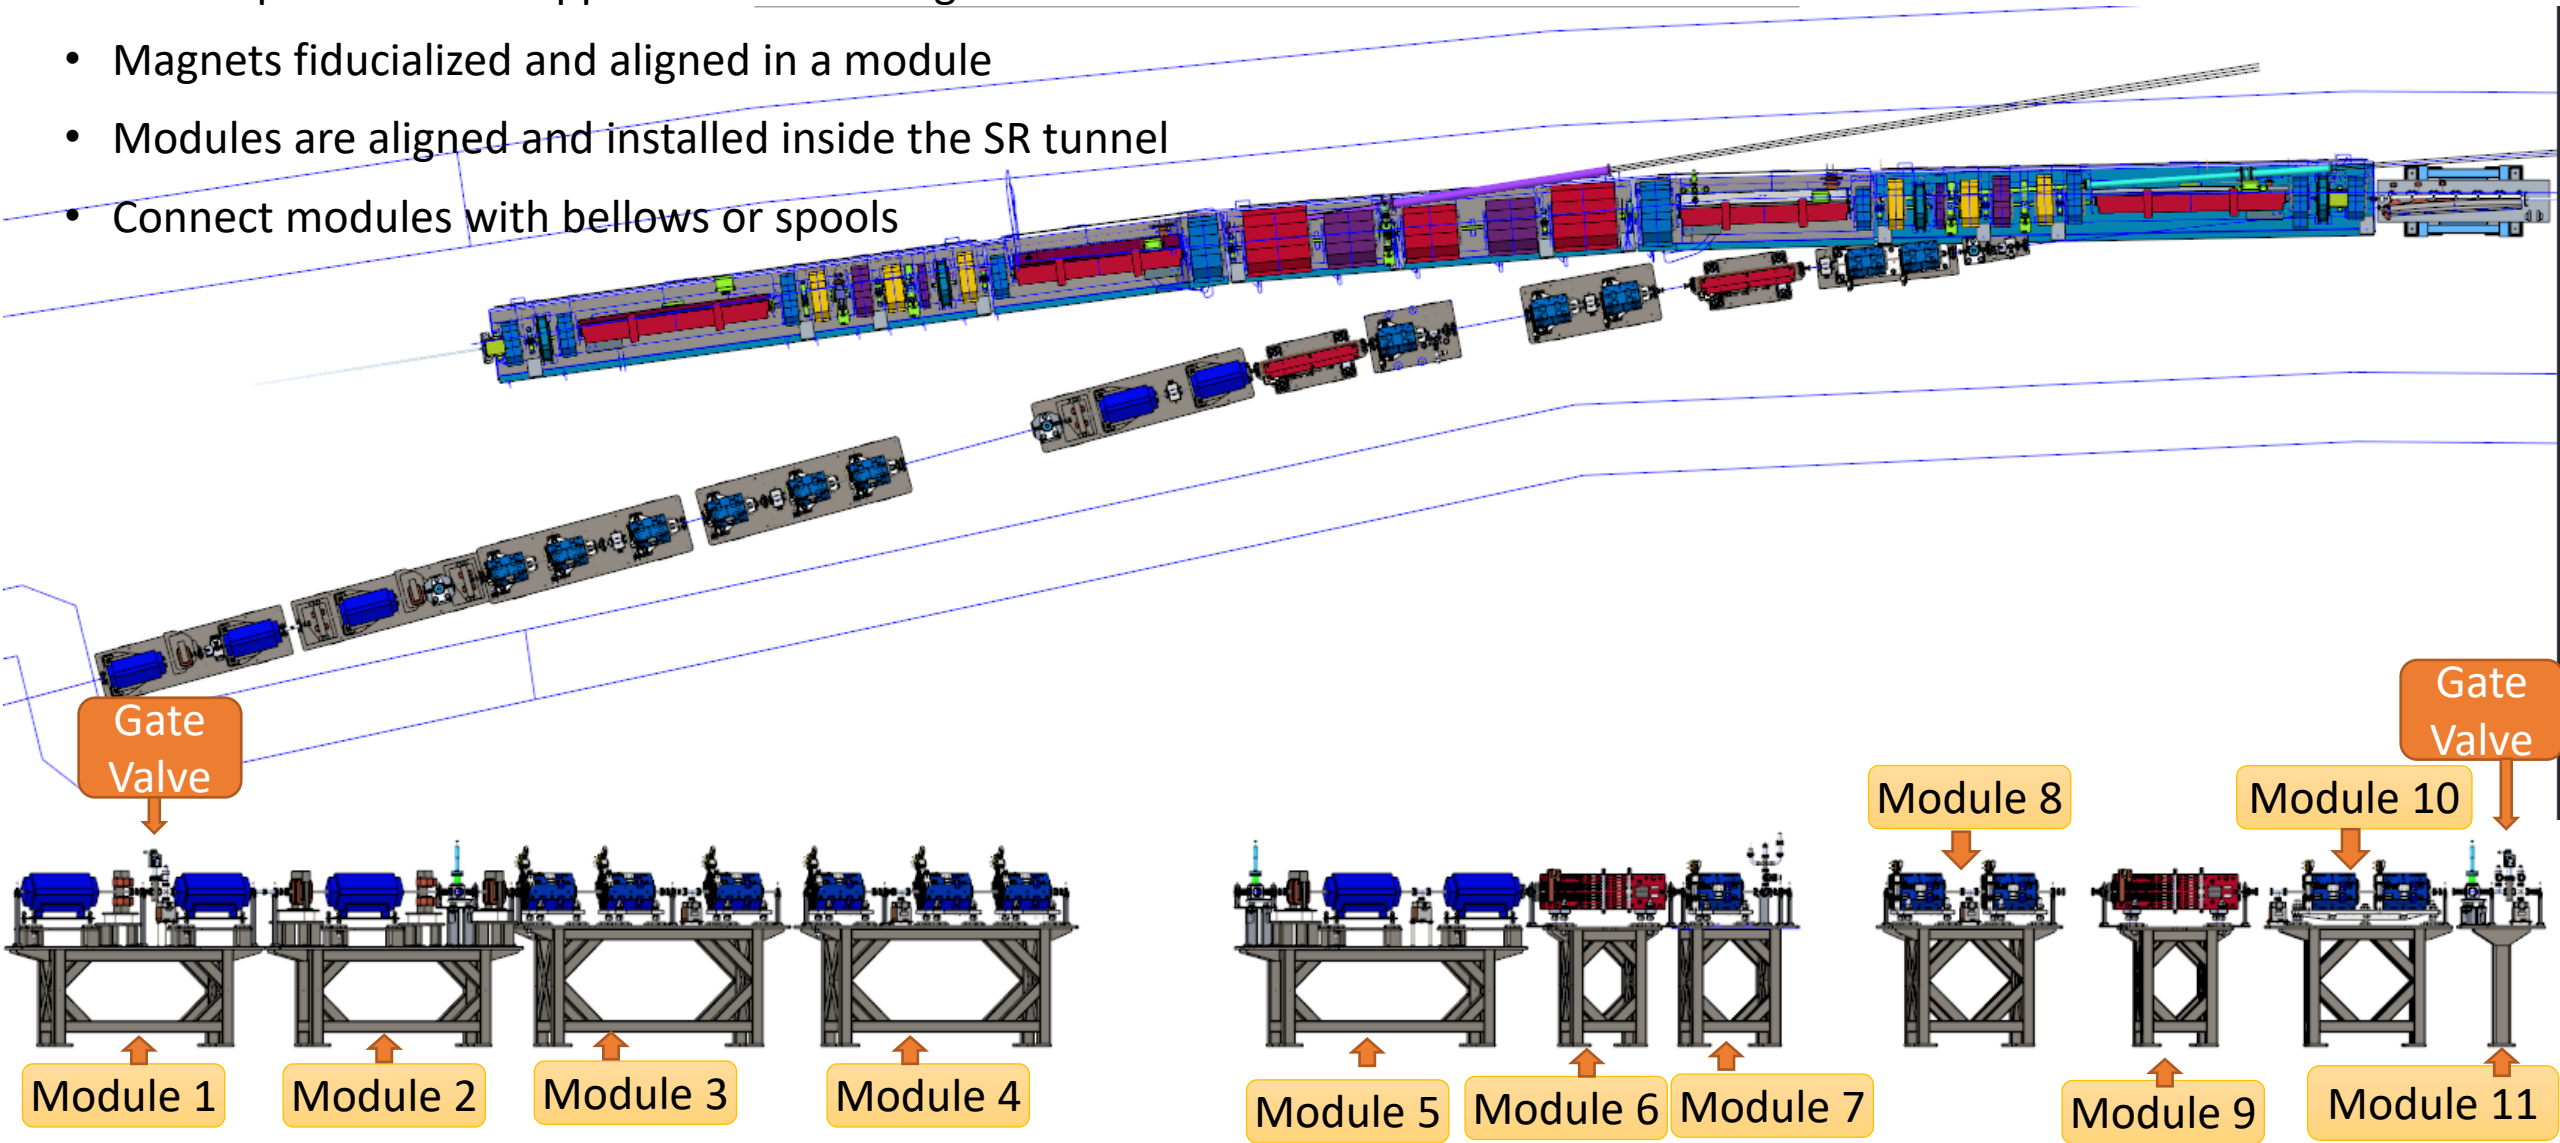 • Magnets fiducialized and aligned in a module
• Modules are aligned and installed inside the SR tunnel
• Connect modules with bellows or spools
Gate
Valve
Gate
Valve
Module 8
Module 10
Module 1
Module 2
Module 3
Module 4
Module 5
Module 6
Module 7
Module 9
Module 11